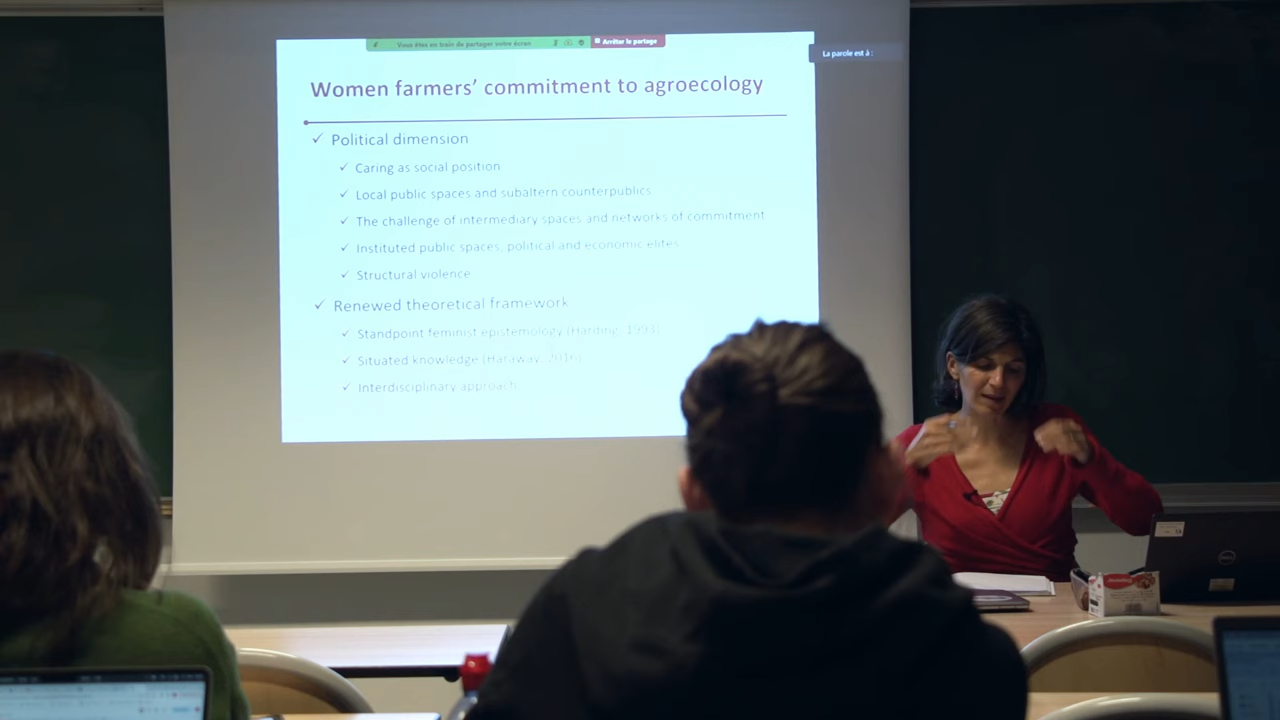 Vous êtes en train de partager votre écran
Arrêter le partage
La parole est à :
Women farmers’ commitment to agroecology
✓ Political dimension
✓ Caring as social position
✓ Local public spaces and subaltern counterpublics
✓ The challenge of intermediary spaces and networks of commitment
✓ Instituted public spaces, political and economic elites
✓ Structural violence
✓ Renewed theoretical framework
✓ Standpoint feminist epistemology (Harding, 1993)
✓ Situated knowledge (Haraway, 2016)
✓ Interdisciplinary approach
DELL